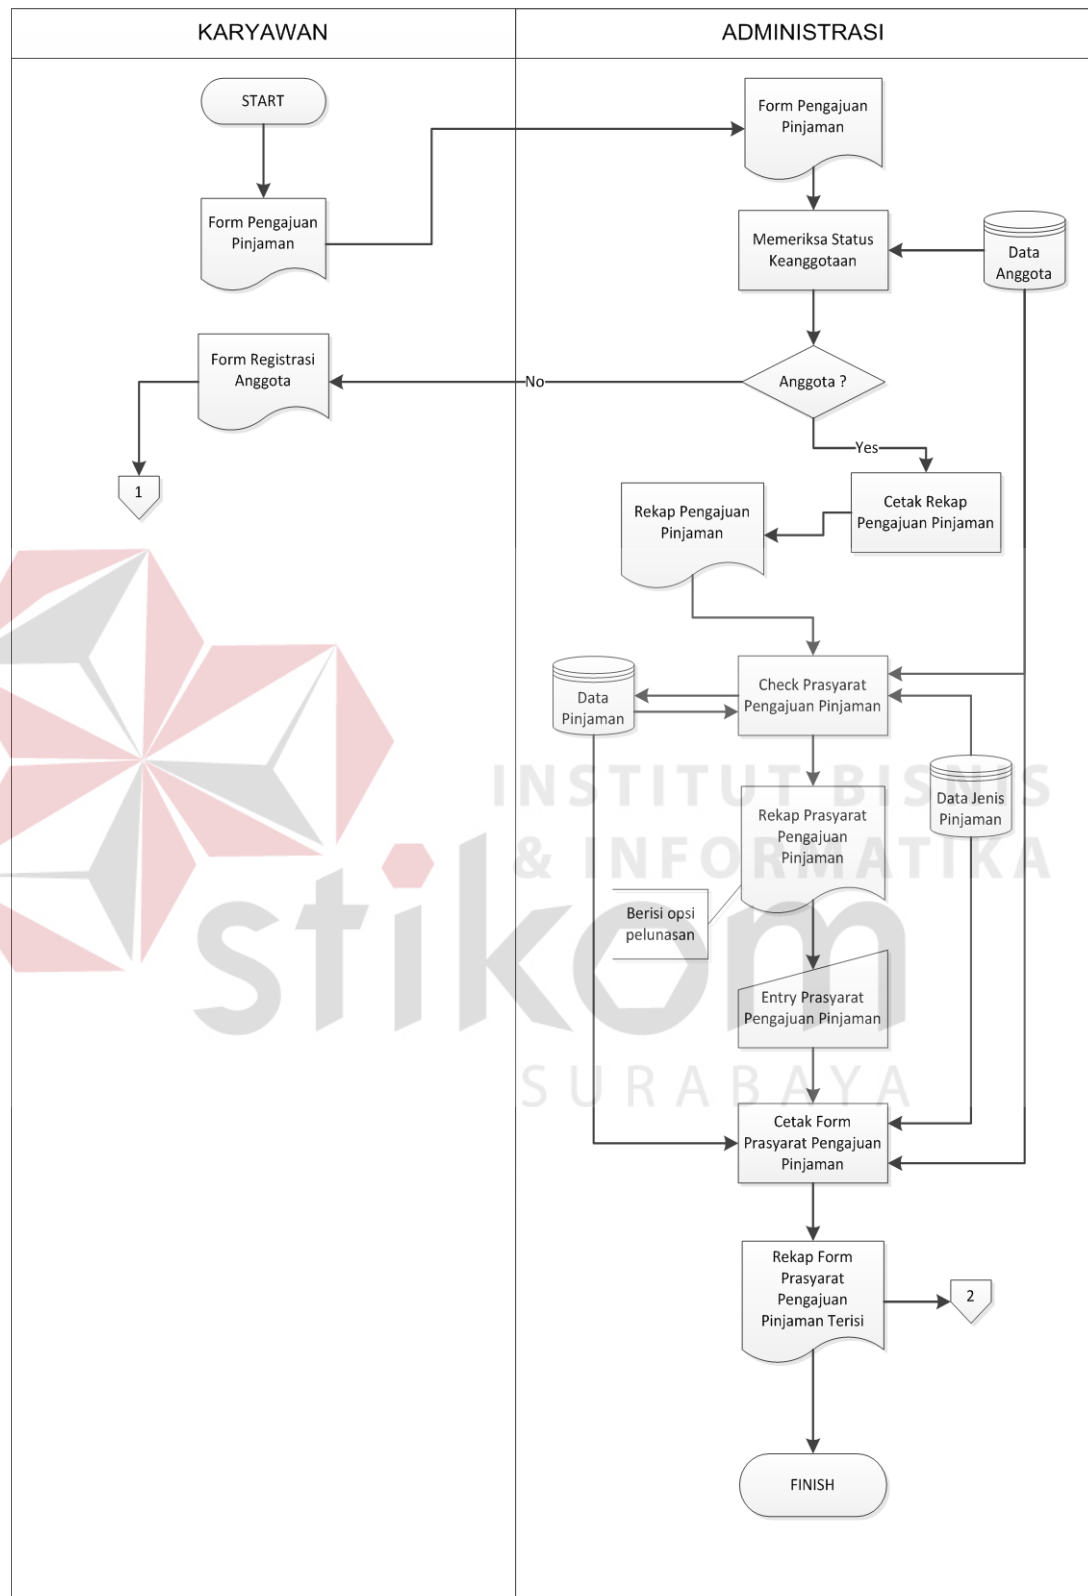 KARYAWAN
ADMINISTRASI
START
Form Pengajuan
Pinjaman
Form Pengajuan
Pinjaman
Memeriksa Status
Keanggotaan
Data
Anggota
Form Registrasi
Anggota
No
Anggota ?
Yes
1
Cetak Rekap
Pengajuan Pinjaman
Rekap Pengajuan
Pinjaman
Check Prasyarat
Pengajuan Pinjaman
Data
Pinjaman
Data Jenis
Pinjaman
Rekap Prasyarat
Pengajuan
Pinjaman
Berisi opsi
pelunasan
Entry Prasyarat
Pengajuan Pinjaman
Cetak Form
Prasyarat Pengajuan
Pinjaman
Rekap Form
Prasyarat
Pengajuan
Pinjaman Terisi
2
FINISH
INSTITUT BISNIS
& INFORMATIKA
stikom
SURABAYA